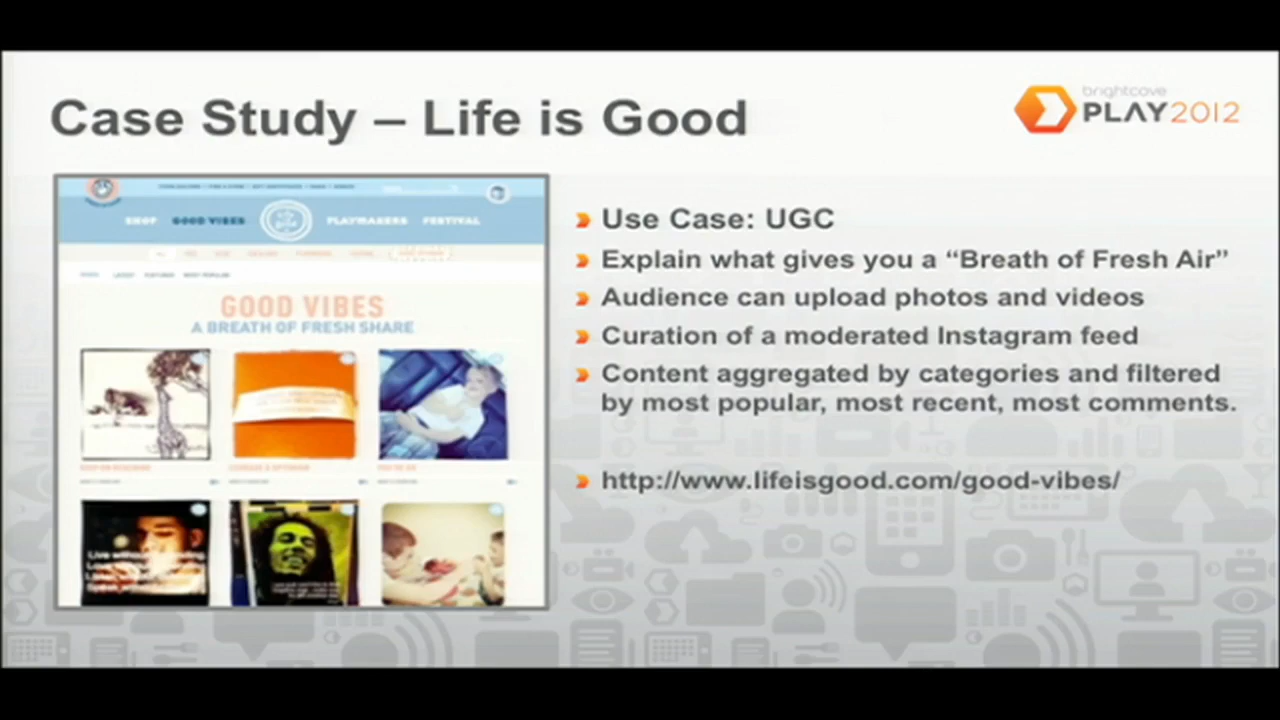 Case Study – Life is Good
brightcove
PLAY2012
SHOP GOOD VIBES PLAYMAKERS FESTIVAL
GOOD VIBES
A BREATH OF FRESH SHARE
Use Case: UGC
Explain what gives you a “Breath of Fresh Air”
Audience can upload photos and videos
Curation of a moderated Instagram feed
Content aggregated by categories and filtered
by most popular, most recent, most comments.
http://www.lifeisgood.com/good-vibes/